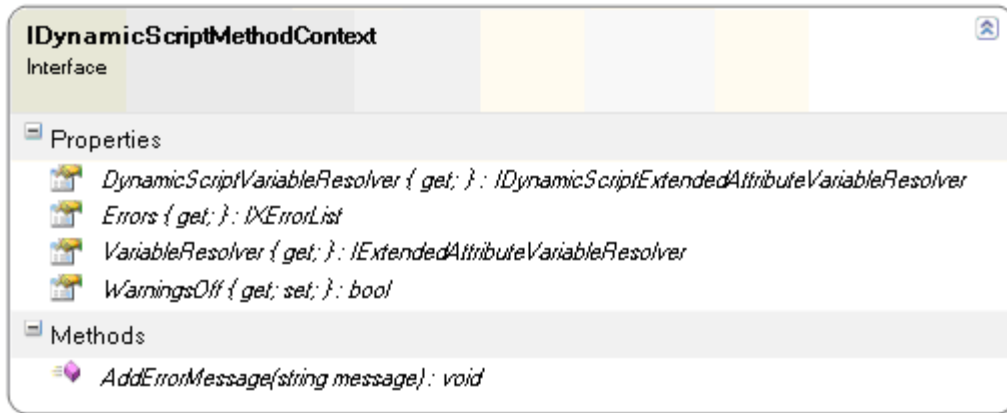 IDynamicScriptMethodContext
Interface
Properties
DynamicScriptVariableResolver { get; } : IDynamicScriptExtendedAttributeVariableResolver
Errors { get; } : IXErrorList
VariableResolver { get; } : IExtendedAttributeVariableResolver
WarningsOff { get; set; } : bool
Methods
AddErrorMessage(string message) : void